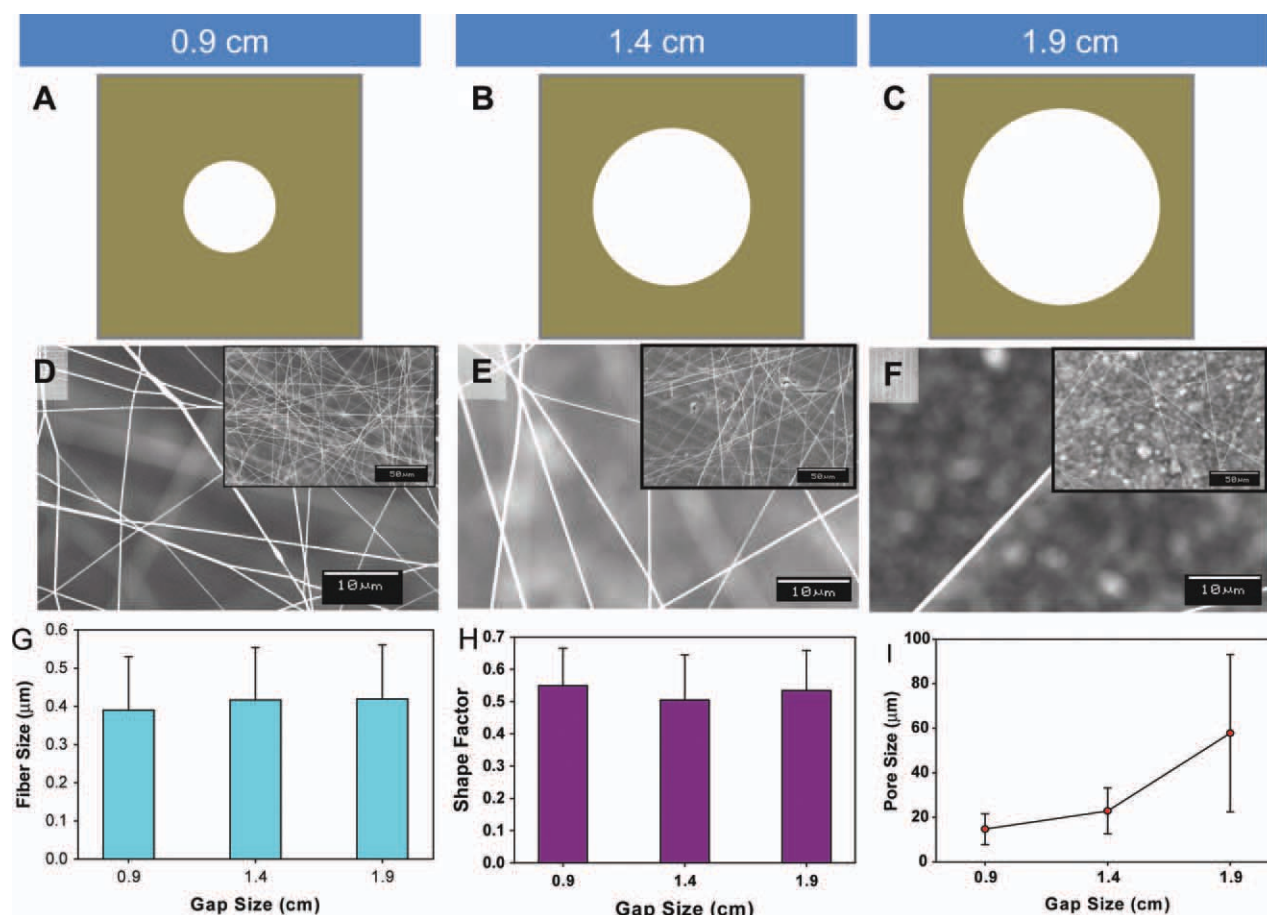 0.9 cm 1.4 cm 1.9 cm
A B C
D E F
50μm 50μm 50μm
10μm 10μm 10μm
G
Fiber Size (μm)
0.6
0.5
0.4
0.3
0.2
0.1
0.0
0.9 1.4 1.9
Gap Size (cm)
H
Shape Factor
0.7
0.6
0.5
0.4
0.3
0.2
0.1
0.0
0.9 1.4 1.9
Gap Size (cm)
I
Pore Size (μm)
100
80
60
40
20
0
0.9 1.4 1.9
Gap Size (cm)